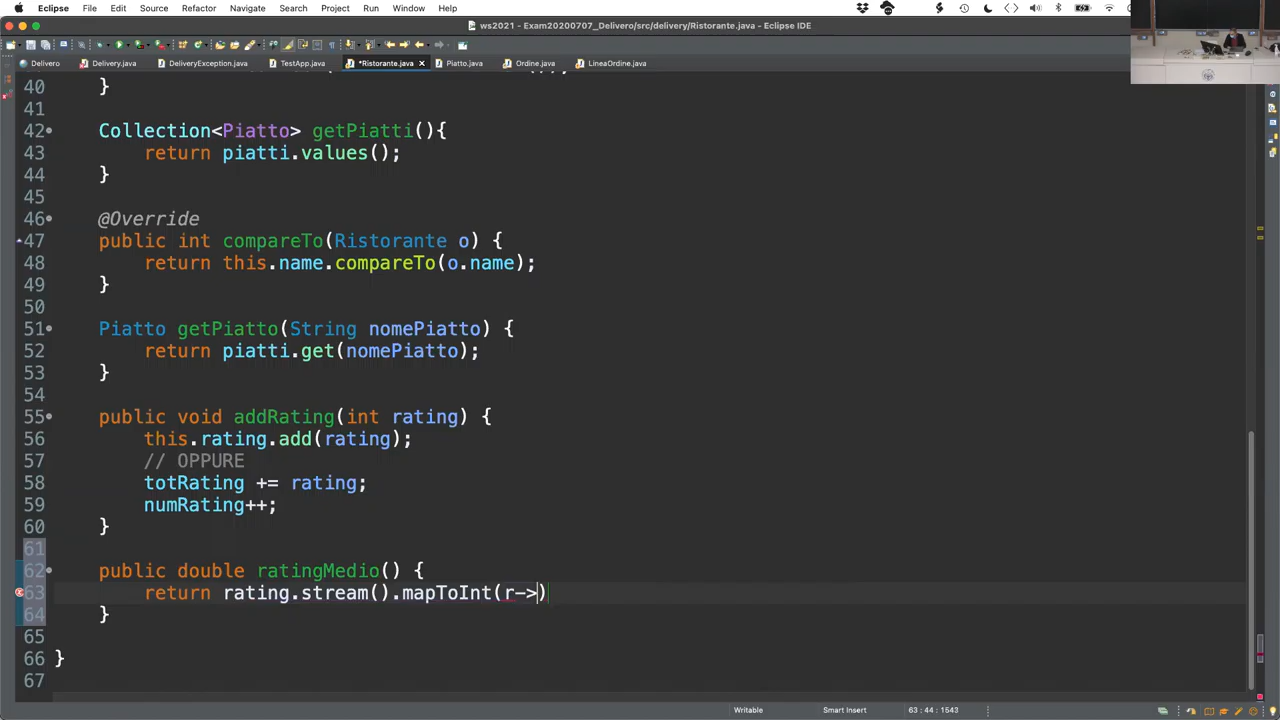 Eclipse File Edit Source Refactor Navigate Search Project Run Window Help
ws2021 - Exam20200707_Delivero/src/delivery/Ristorante.java - Eclipse IDE
Delivero Delivery.java DeliveryException.java TestApp.java *Ristorante.java Piatto.java Ordine.java LineaOrdine.java
40 }
41
42 Collection<Piatto> getPiatti(){
43 return piatti.values();
44 }
45
46 @Override
47 public int compareTo(Ristorante o) {
48 return this.name.compareTo(o.name);
49 }
50
51 Piatto getPiatto(String nomePiatto) {
52 return piatti.get(nomePiatto);
53 }
54
55 public void addRating(int rating) {
56 this.rating.add(rating);
57 // OPPURE
58 totRating += rating;
59 numRating++;
60 }
61
62 public double ratingMedio() {
63 return rating.stream().mapToInt(r->)
64 }
65
66 }
67
Writable Smart Insert 63 : 44 : 1543